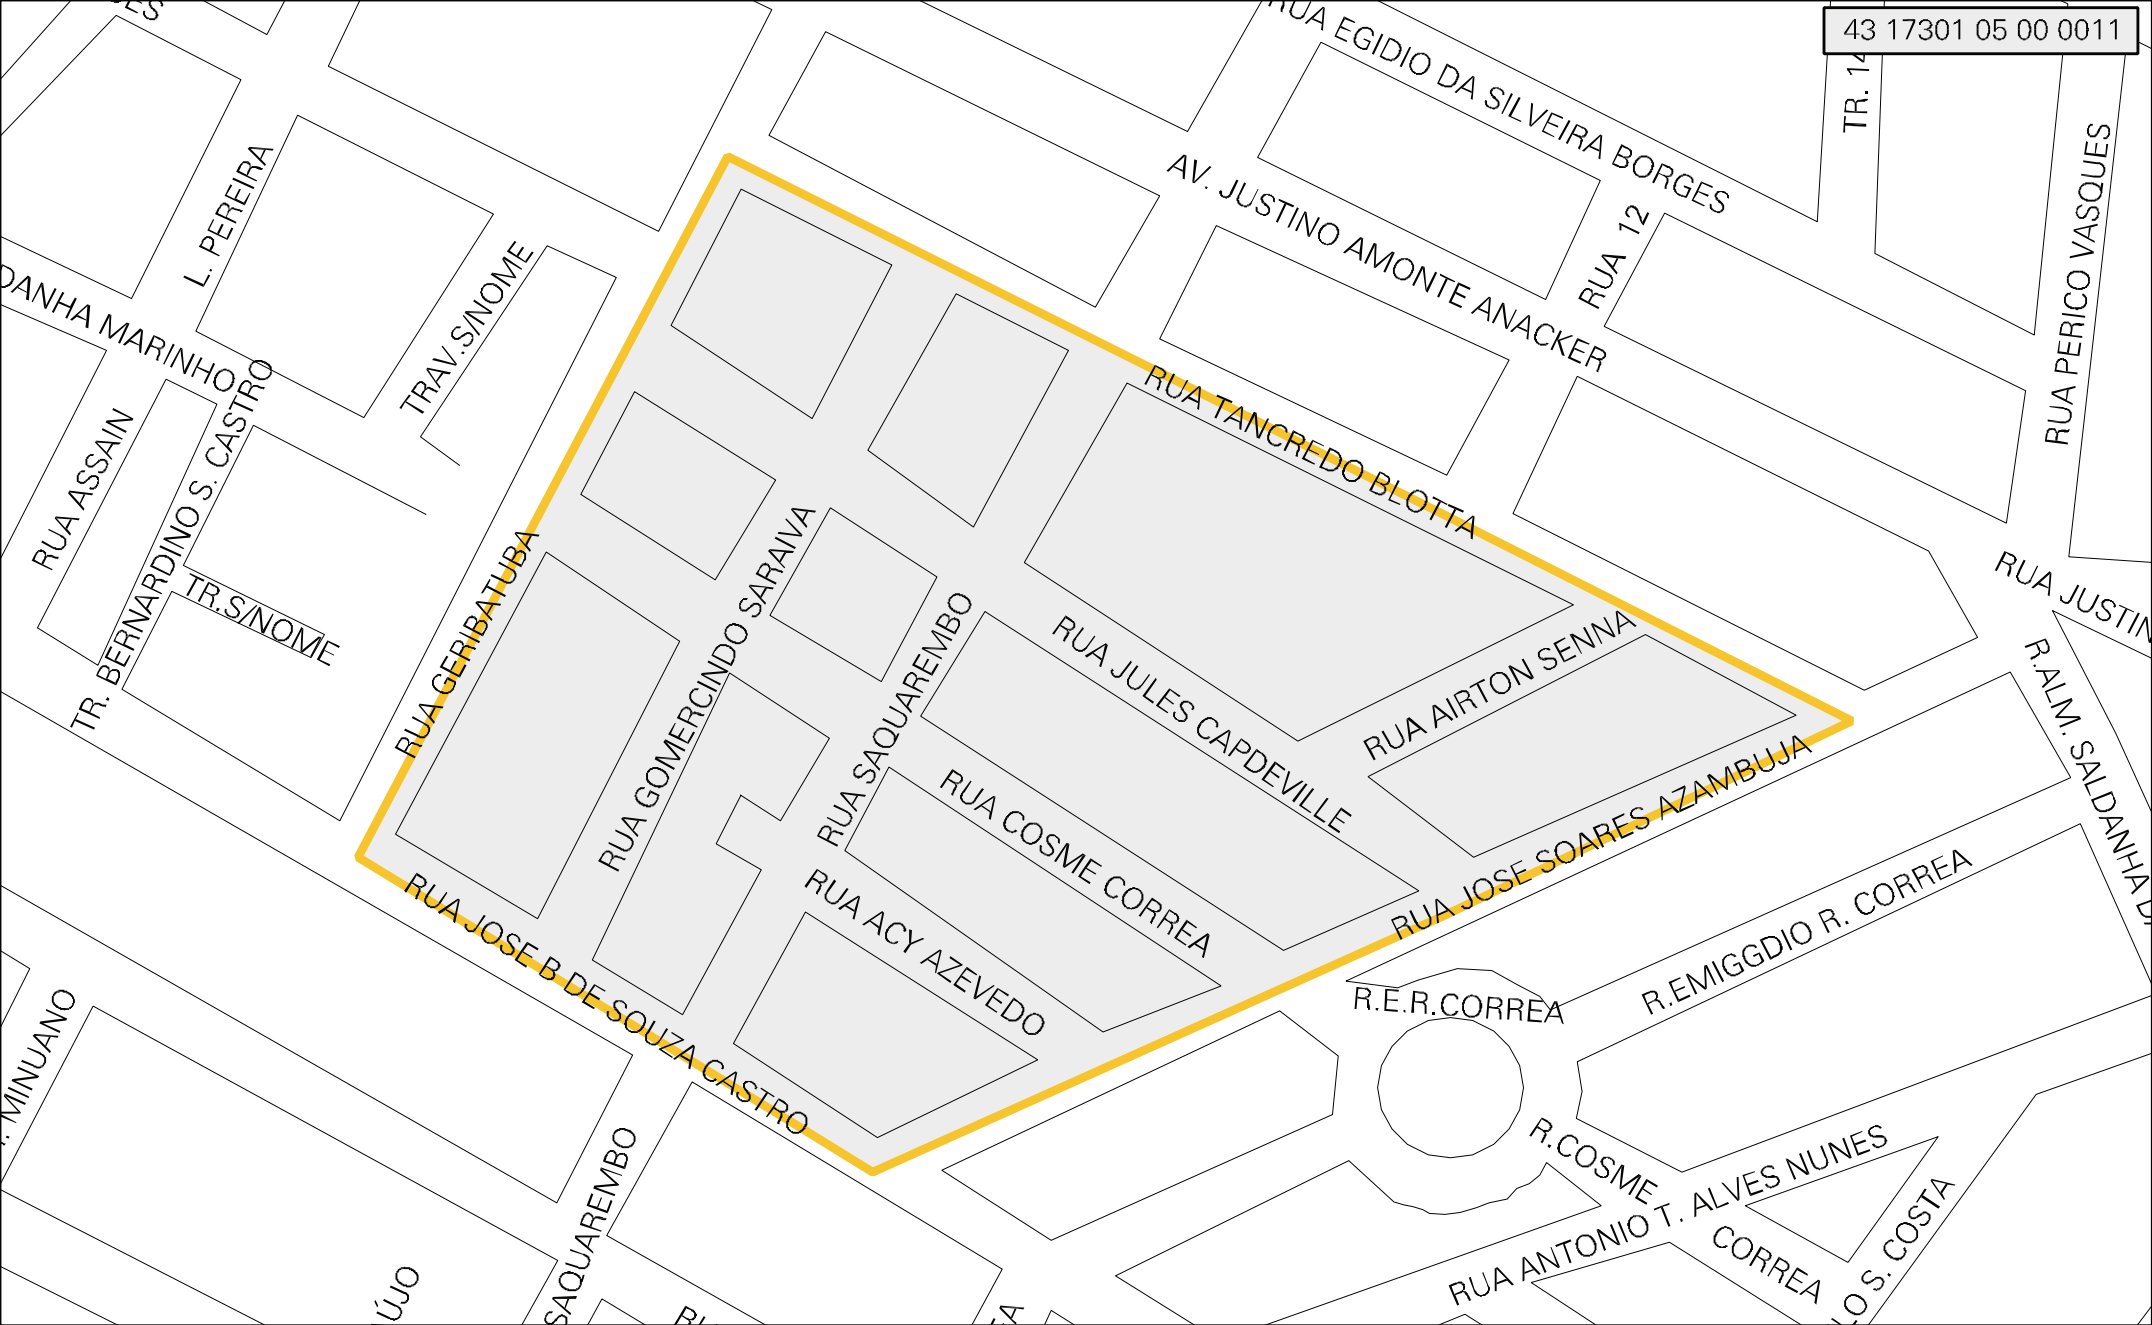 43 17301 05 00 0011
RUA EGIDIO DA SILVEIRA BORGES
TR. 14
RUA PERICO VASQUES
AV. JUSTINO AMONTE ANACKER
RUA 12
L. PEREIRA
TRAV.S/NOME
DANHA MARINHO
RUA ASSAIN
TR. BERNARDINO S. CASTRO
TR.S/NOME
RUA TANCREDO BLOTTA
RUA GERIBATUBA
RUA GOMERCINDO SARAIVA
RUA SAQUAREMBO
RUA JULES CAPDEVILLE
RUA AIRTON SENNA
RUA JUSTIN
R.ALM. SALDANHA D
RUA COSME CORREA
RUA JOSE SOARES AZAMBUJA
RUA ACY AZEVEDO
RUA JOSE B DE SOUZA CASTRO
R.EMIGGDIO R. CORREA
R.E.R.CORREA
MINUANO
R.COSME
CORREA
RUA ANTONIO T. ALVES NUNES
LO S. COSTA
SAQUAREMBO
ÚJO